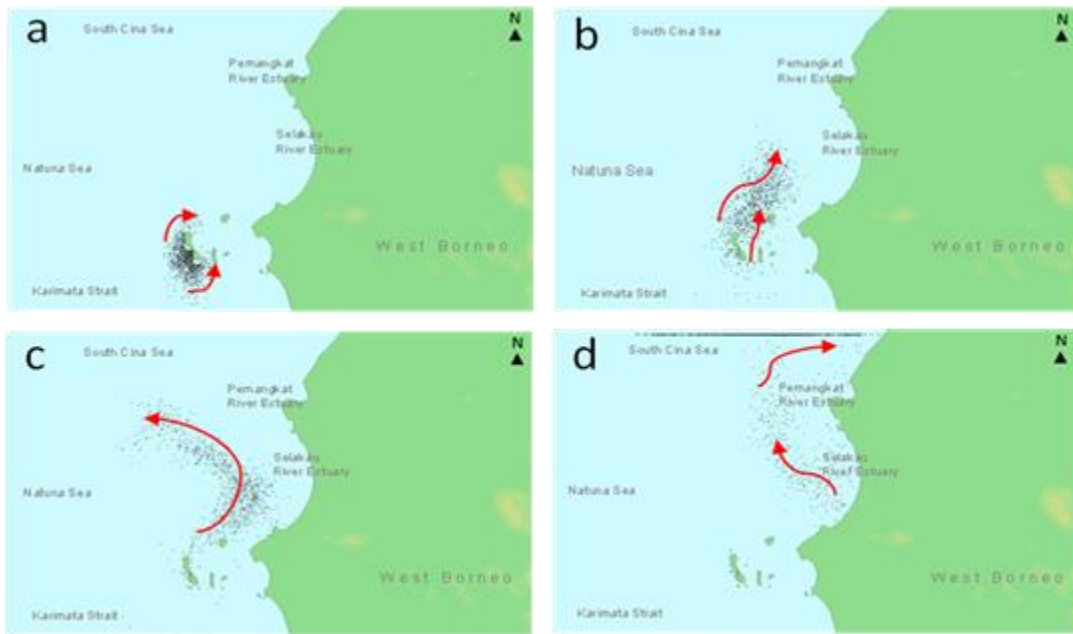 a
South Cina Sea
N
Pemangkat
River Estuary
Selakau
River Estuary
Natuna Sea
West Borneo
Karimata Strait
b
South Cina Sea
N
Pemangkat
River Estuary
Selakau
River Estuary
Natuna Sea
West Borneo
Karimata Strait
c
South Cina Sea
N
Pemangkat
River Estuary
Selakau
River Estuary
Natuna Sea
West Borneo
Karimata Strait
d
South Cina Sea
N
Pemangkat
River Estuary
Selakau
River Estuary
Natuna Sea
West Borneo
Karimata Strait